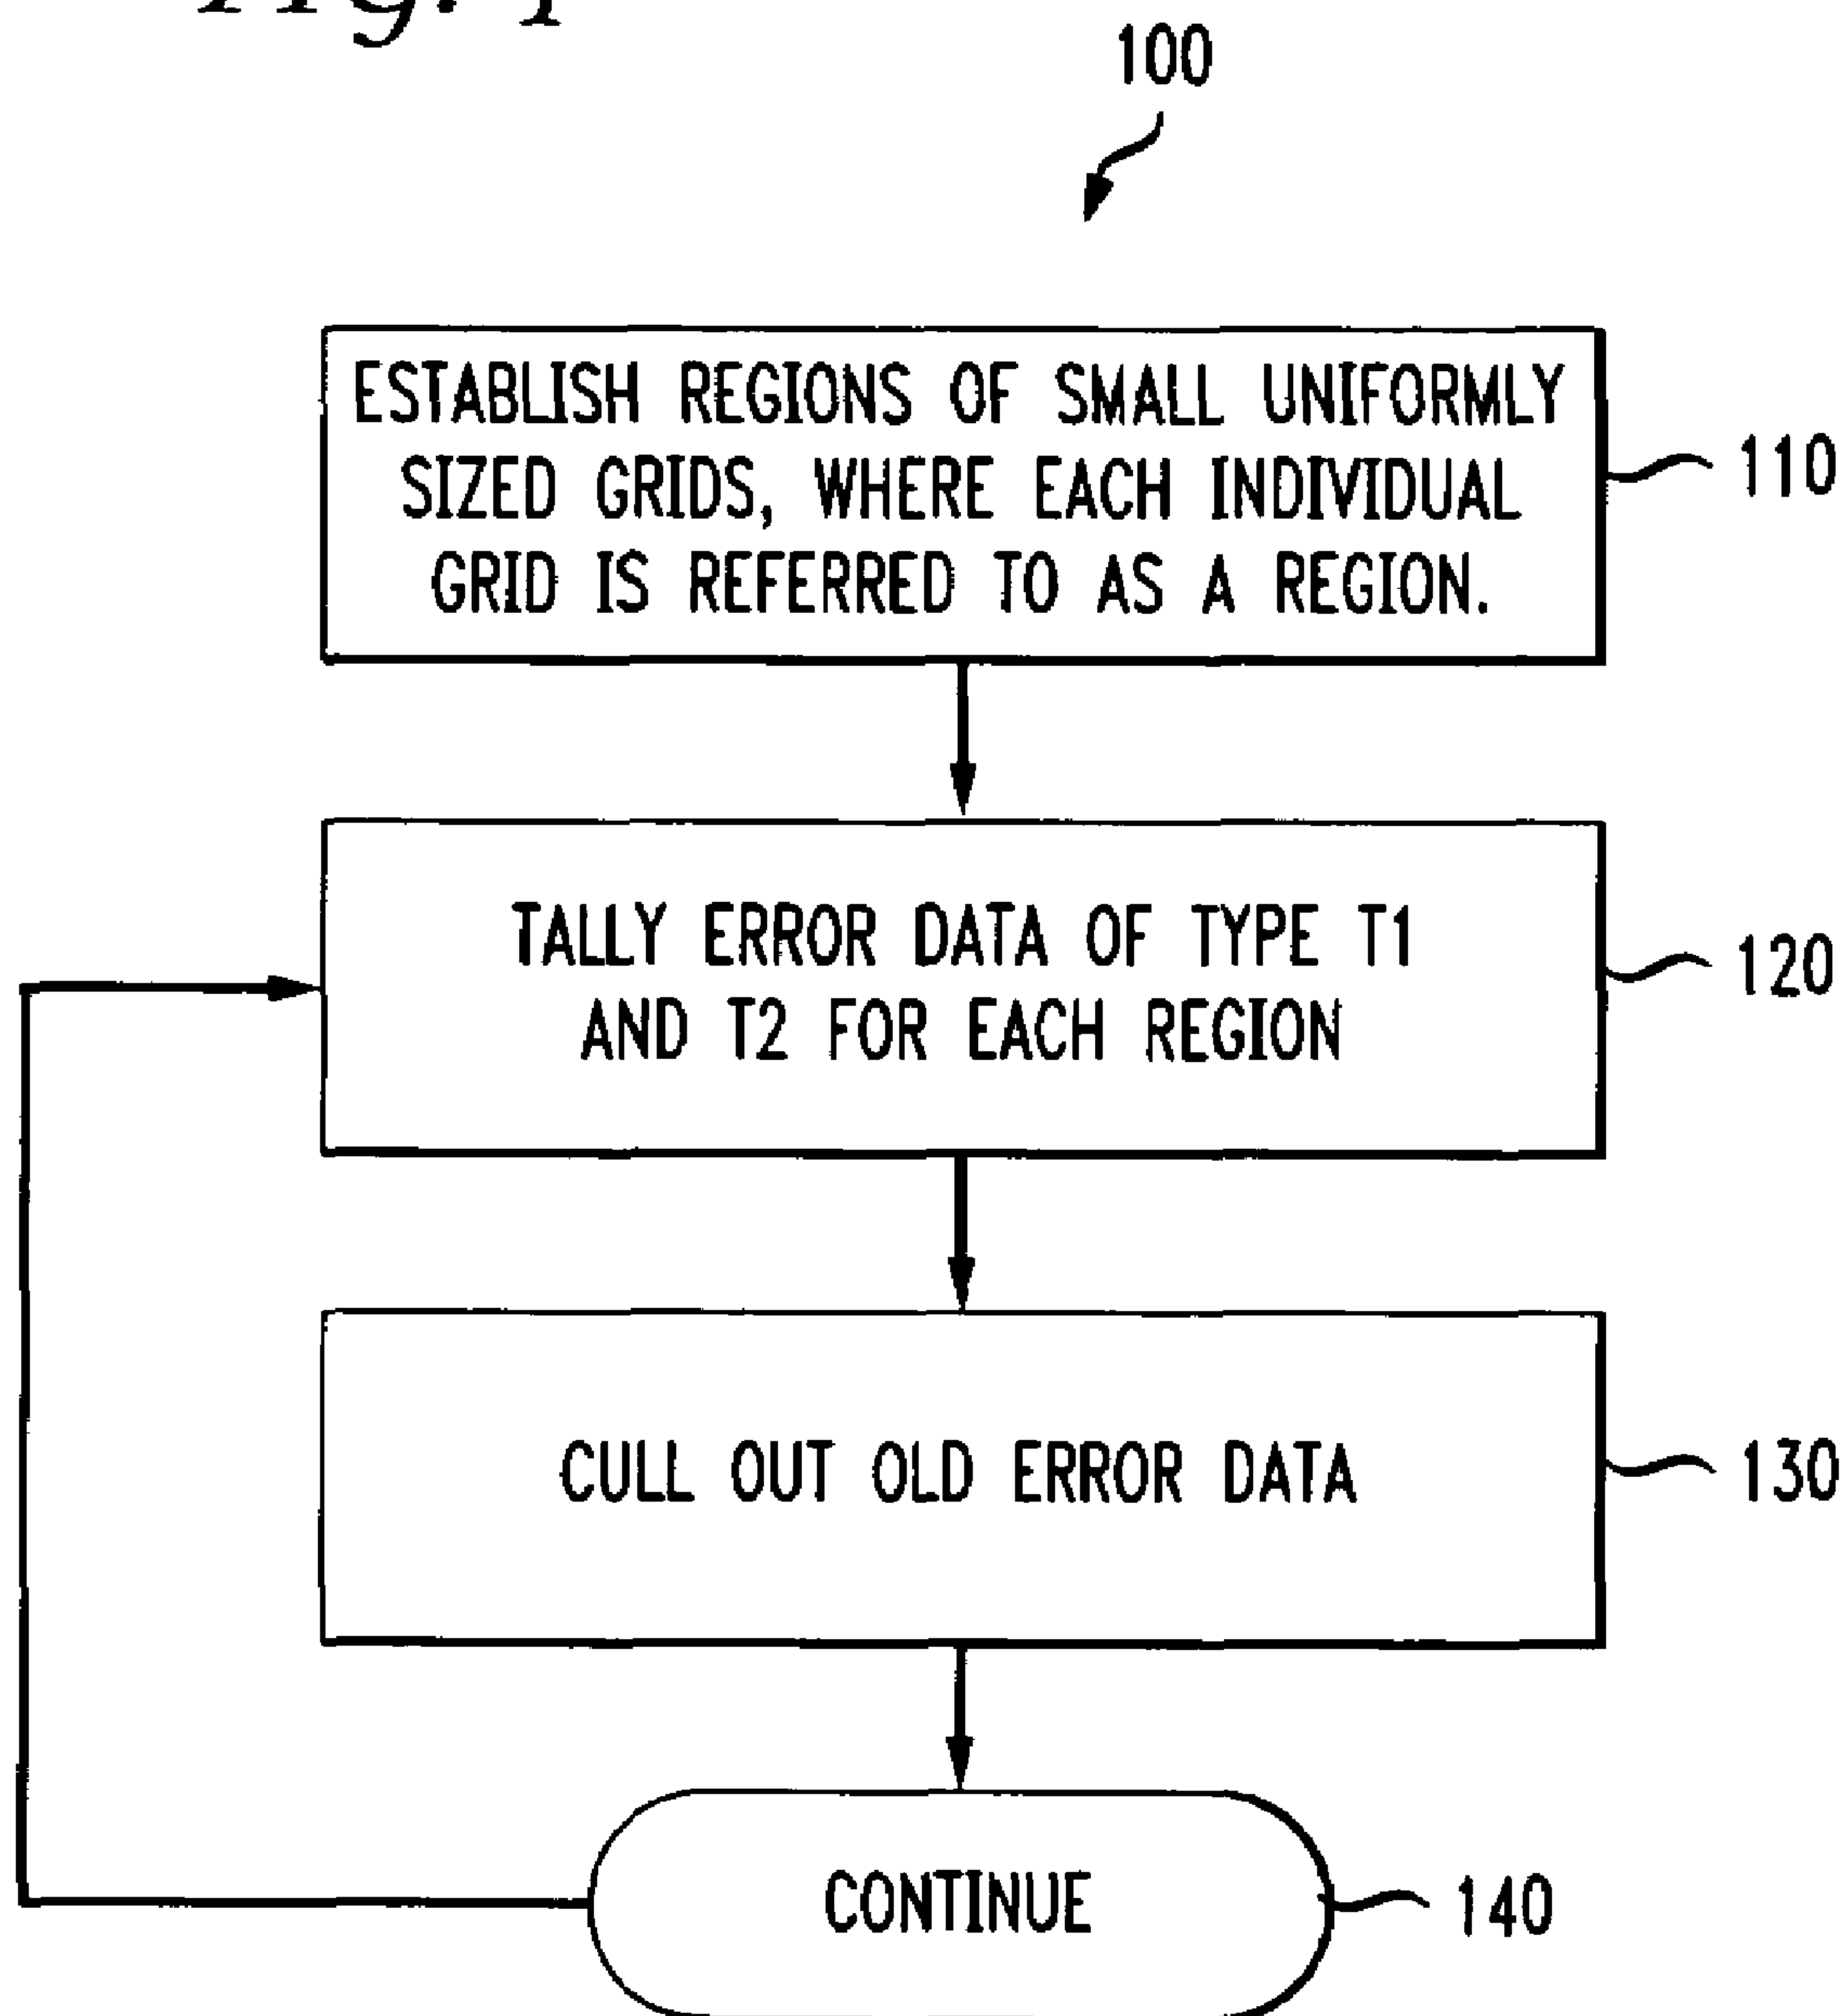 Fig. 1
100
ESTABLISH REGIONS OF SMALL UNIFORMLY
SIZED GRIDS, WHERE EACH INDIVIDUAL
GRID IS REFERRED TO AS A REGION.
110
TALLY ERROR DATA OF TYPE T1
AND T2 FOR EACH REGION
120
CULL OUT OLD ERROR DATA
130
CONTINUE
140